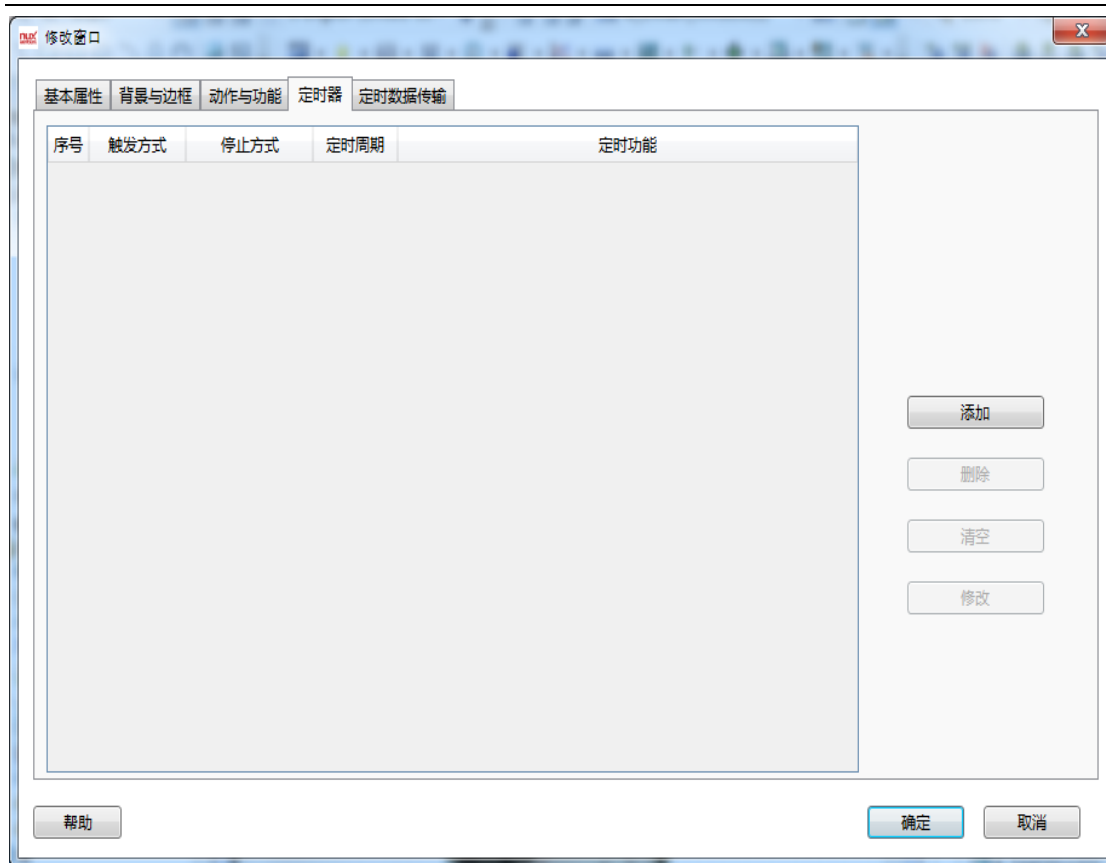 修改窗口
基本属性 背景与边框 动作与功能 定时器 定时数据传输
序号 触发方式 停止方式 定时周期 定时功能
添加
删除
清空
修改
帮助 确定 取消